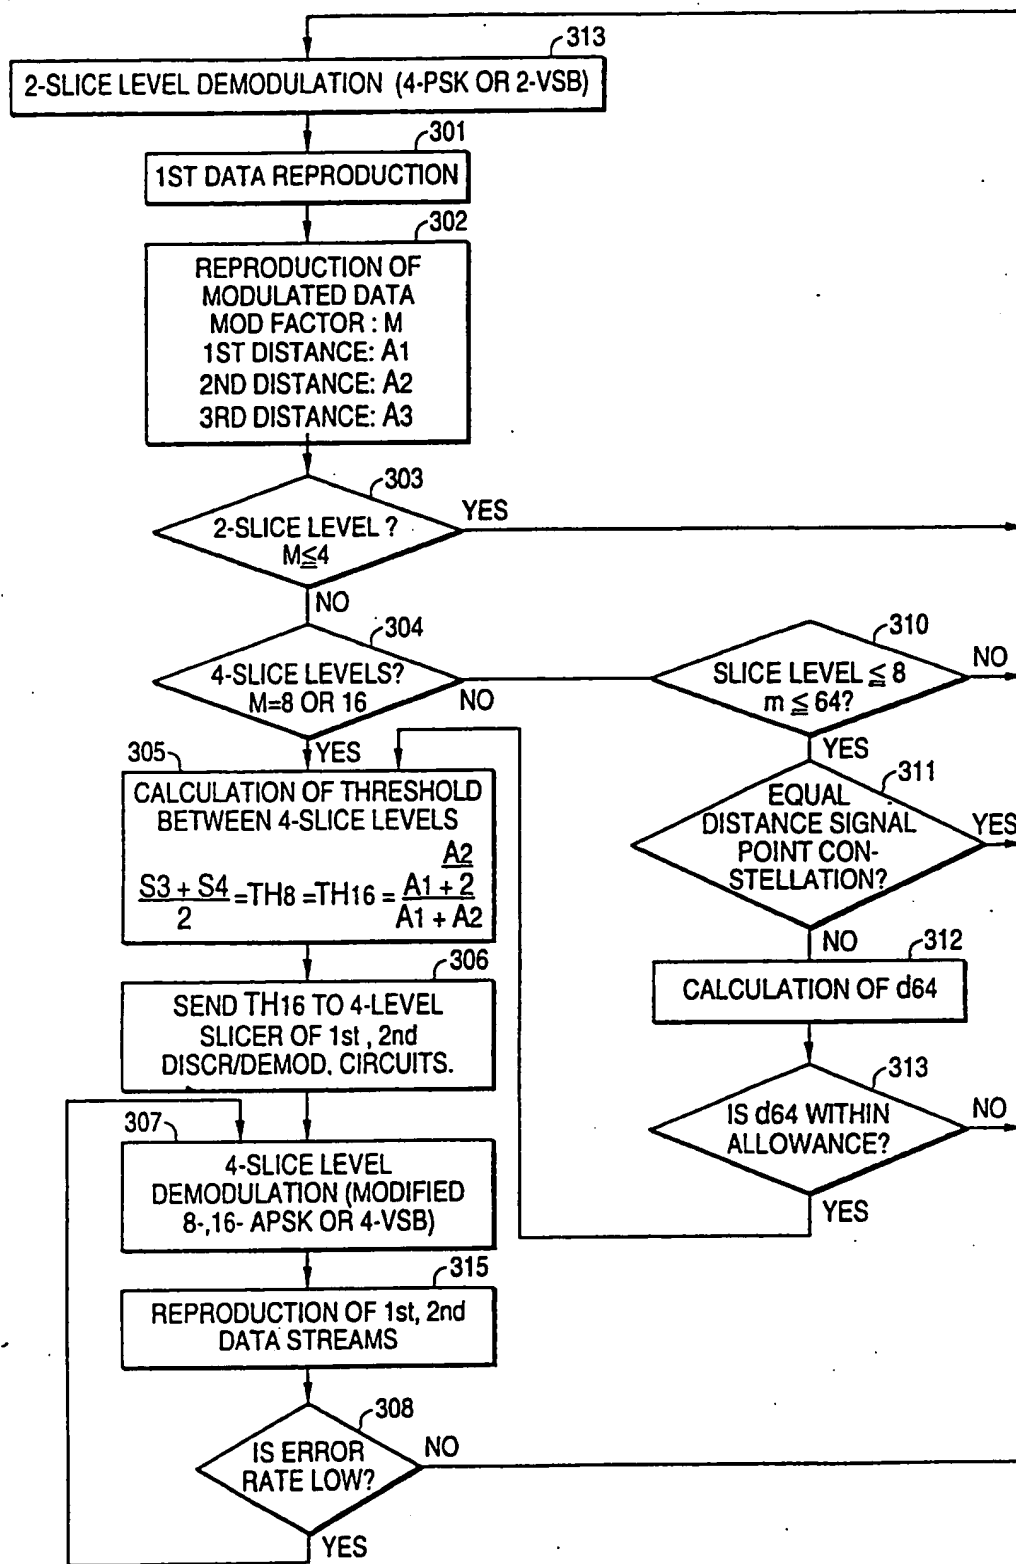 313
2-SLICE LEVEL DEMODULATION (4-PSK OR 2-VSB)
301
1ST DATA REPRODUCTION
302
REPRODUCTION OF
MODULATED DATA
MOD FACTOR : M
1ST DISTANCE: A1
2ND DISTANCE: A2
3RD DISTANCE: A3
303
2-SLICE LEVEL ?
M≦4
YES
NO
304
4-SLICE LEVELS?
M=8 OR 16
NO
YES
310
SLICE LEVEL ≦ 8
m ≦ 64?
NO
YES
305
CALCULATION OF THRESHOLD
BETWEEN 4-SLICE LEVELS
A2
S3 + S4 =TH8 =TH16 = A1 + 2
2 A1 + A2
311
EQUAL
DISTANCE SIGNAL
POINT CON-
STELLATION?
YES
NO
306
SEND TH16 TO 4-LEVEL
SLICER OF 1st , 2nd
DISCR/DEMOD. CIRCUITS.
312
CALCULATION OF d64
313
IS d64 WITHIN
ALLOWANCE?
NO
YES
307
4-SLICE LEVEL
DEMODULATION (MODIFIED
8-,16- APSK OR 4-VSB)
315
REPRODUCTION OF 1st, 2nd
DATA STREAMS
308
IS ERROR
RATE LOW?
NO
YES